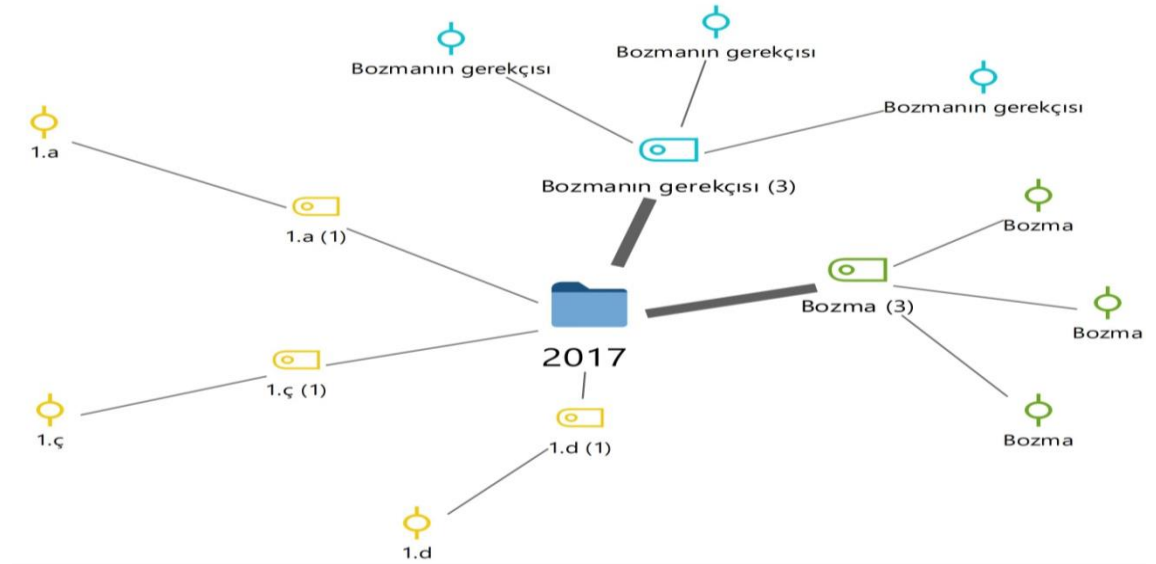 Bozmanın gerekçısı
Bozmanın gerekçısı
Bozmanın gerekçısı
1.a
Bozmanın gerekçısı (3)
1.a (1)
Bozma
Bozma (3)
Bozma
2017
1.ç (1)
1.ç
1.d (1)
Bozma
1.d